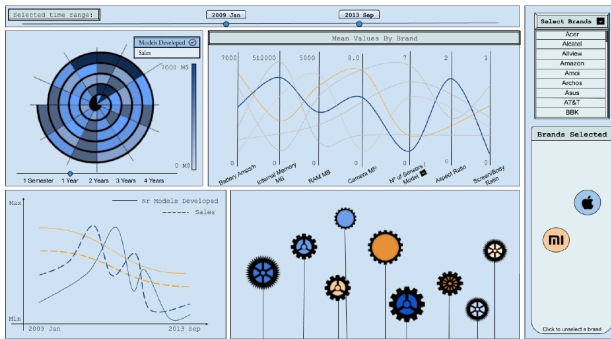 Selected time range:
2009 Jan
2013 Sep
Select Brands
Acer
Alcatel
Allview
Amazon
Amoi
Archos
Asus
AT&T
BBK
Models Developed
Sales
7000 M$
0 M$
1 Semester 1 Year 2 Years 3 Years 4 Years
Mean Values By Brand
7000 512000 5000 8.0 7 2 1
0 0 0 0 0 0 0
Battery Amp/h
Internal Memory MB
RAM MB
Camera MP
Nº of Sensors / Model
Aspect Ratio
Screen/Body Ratio
Brands Selected
MI
Click to unselect a brand
Max
Nr Models Developed
Sales
Min
2009 Jan 2013 Sep